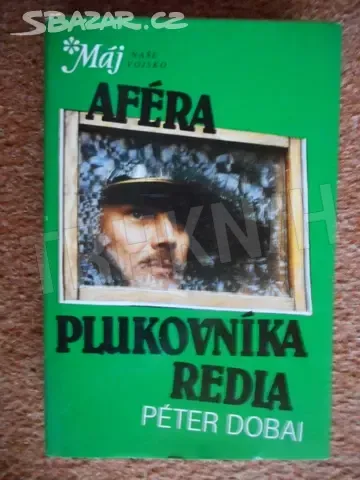 SBAZAR.CZ
*Máj NAŠE
VOJSKO
AFÉRA
PLUKOVNÍKA
REDLA
PÉTER DOBAI